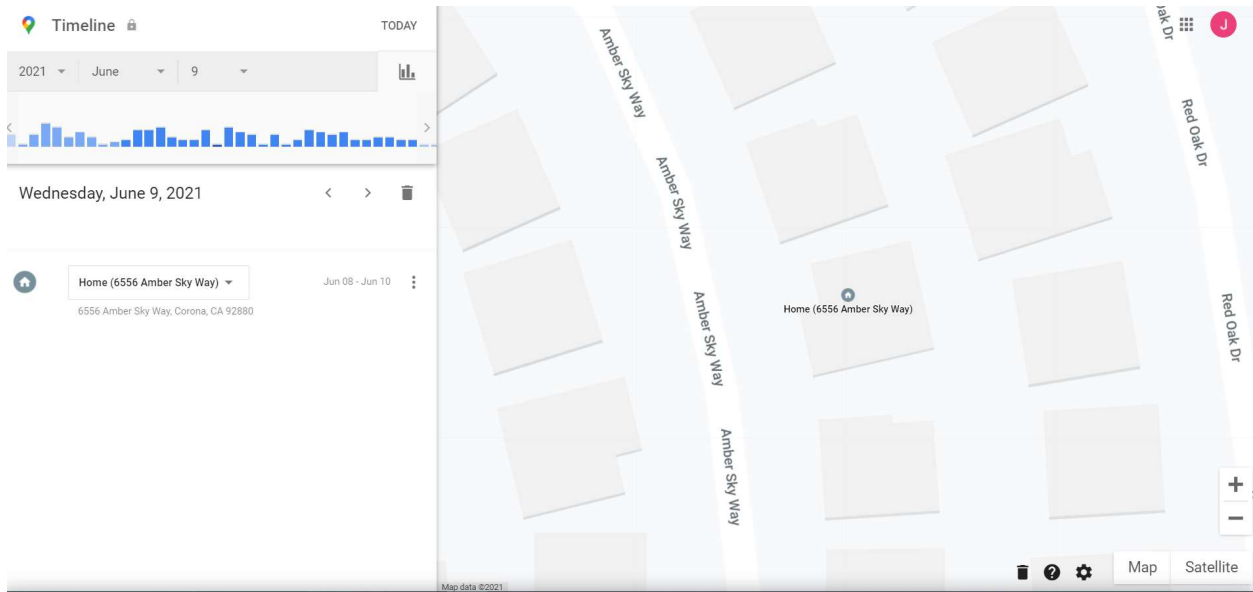 Timeline
TODAY
2021
June
9
Wednesday, June 9, 2021
Home (6556 Amber Sky Way)
Jun 08 - Jun 10
6556 Amber Sky Way, Corona, CA 92880
Amber Sky Way
Amber Sky Way
Amber Sky Way
Amber Sky Way
Home (6556 Amber Sky Way)
ak Dr
Red Oak Dr
Red Oak Dr
J
Map data ©2021
Map
Satellite